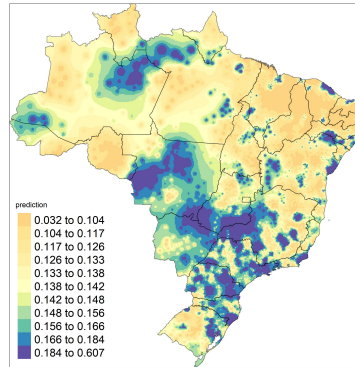 prediction
0.032 to 0.104
0.104 to 0.117
0.117 to 0.126
0.126 to 0.133
0.133 to 0.138
0.138 to 0.142
0.142 to 0.148
0.148 to 0.156
0.156 to 0.166
0.166 to 0.184
0.184 to 0.607